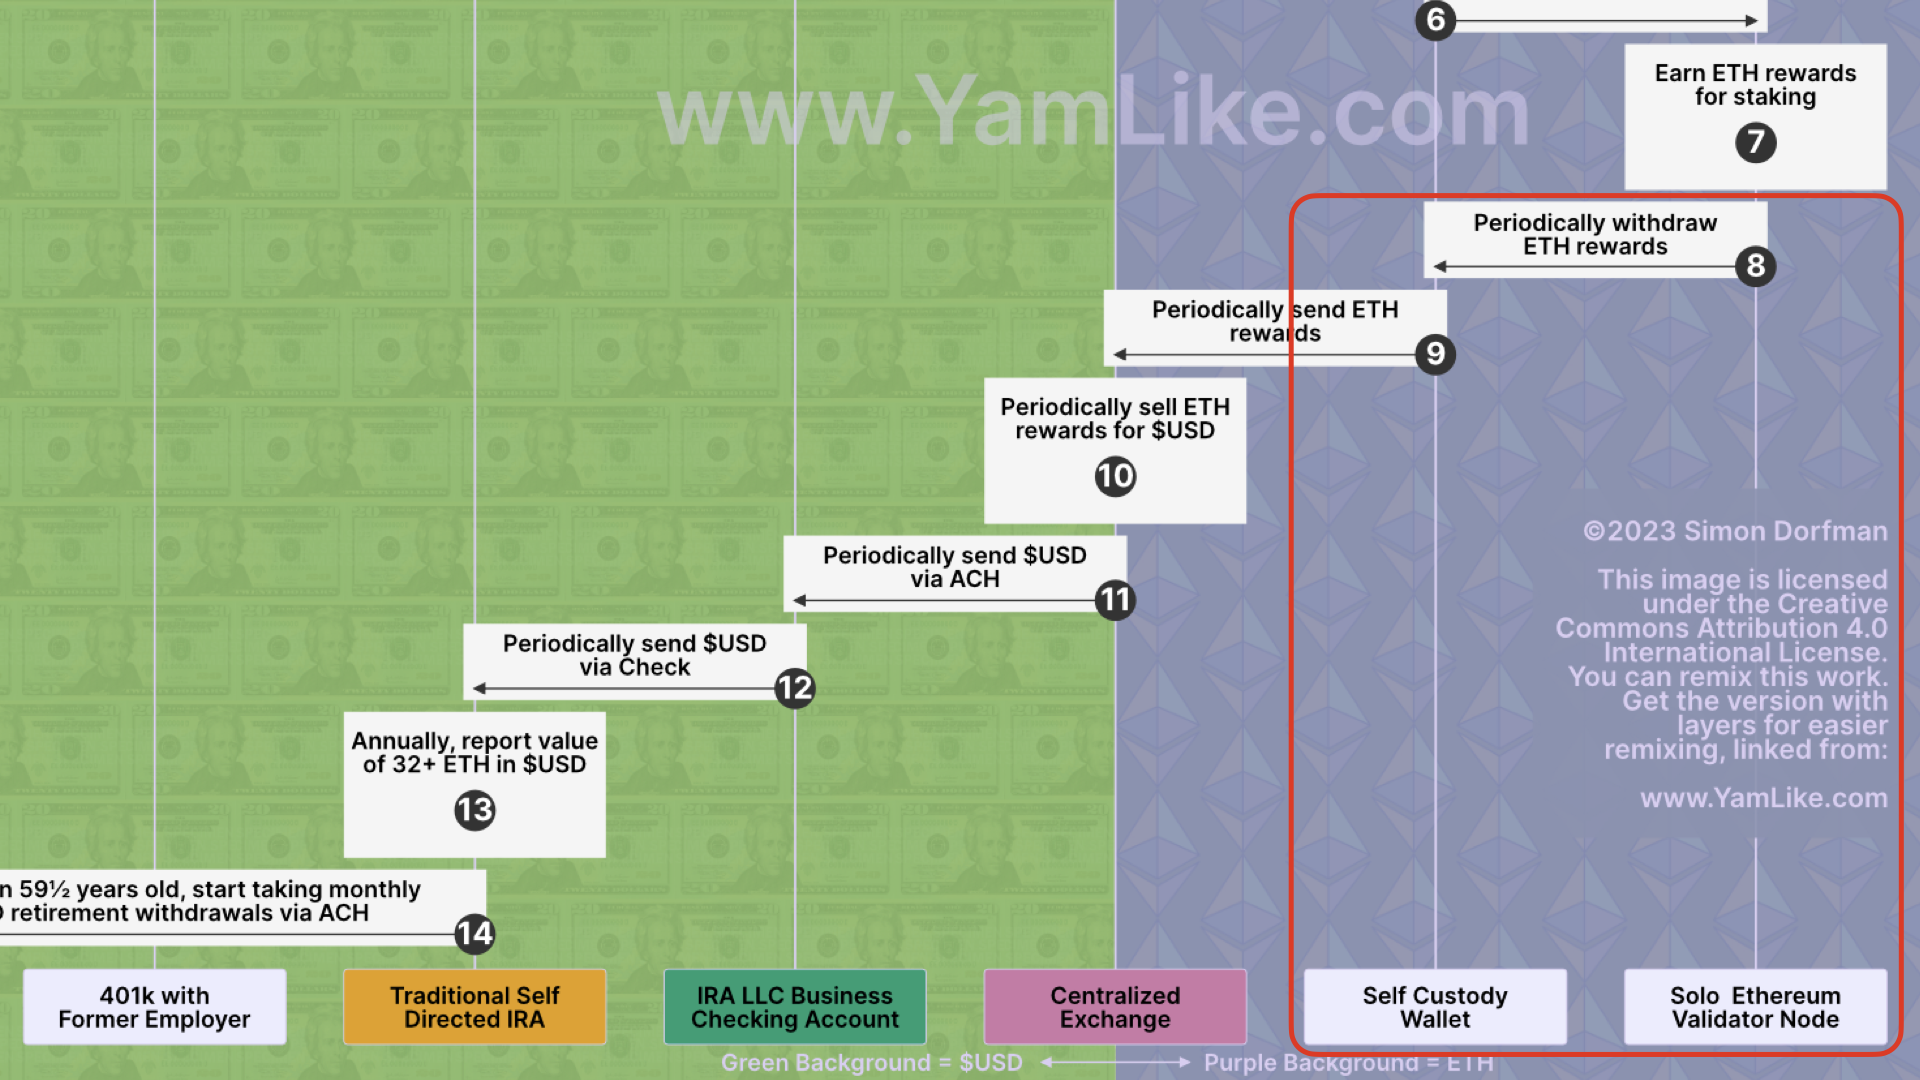 6
www.YamLike.com
Earn ETH rewards
for staking
7
Periodically withdraw
ETH rewards
8
Periodically send ETH
rewards
9
Periodically sell ETH
rewards for $USD
10
Periodically send $USD
via ACH
11
Periodically send $USD
via Check
12
Annually, report value
of 32+ ETH in $USD
13
n 59½ years old, start taking monthly
retirement withdrawals via ACH
14
©2023 Simon Dorfman
This image is licensed
under the Creative
Commons Attribution 4.0
International License.
You can remix this work.
Get the version with
layers for easier
remixing, linked from:
www.YamLike.com
401k with
Former Employer
Traditional Self
Directed IRA
IRA LLC Business
Checking Account
Centralized
Exchange
Self Custody
Wallet
Solo Ethereum
Validator Node
Green Background = $USD
Purple Background = ETH